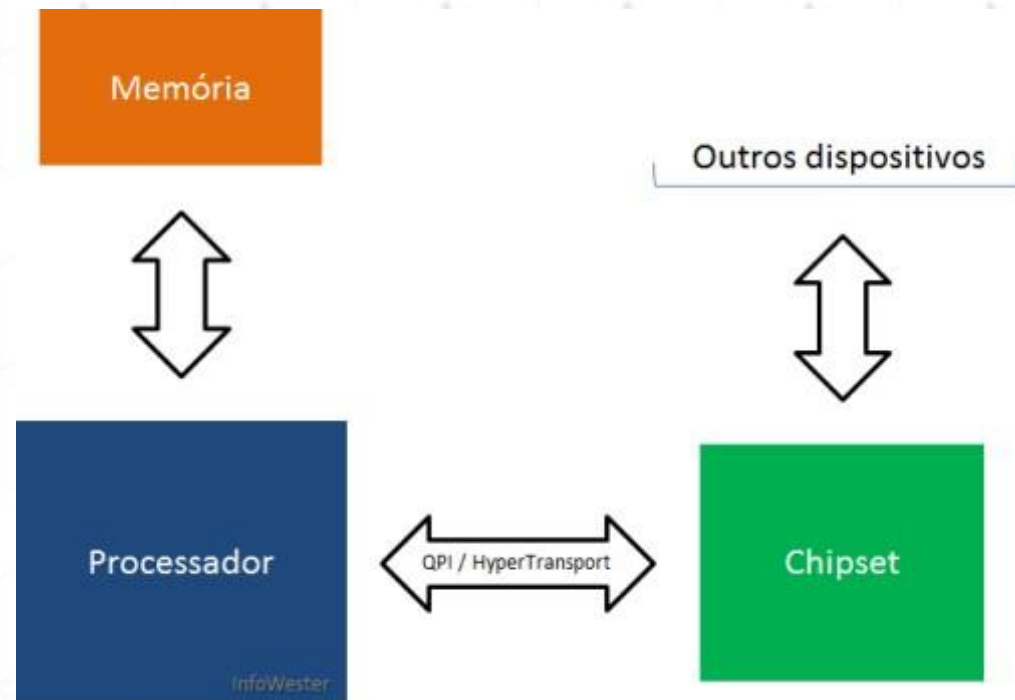 Memória
Outros dispositivos
Processador
QPI / HyperTransport
Chipset
InfoWester